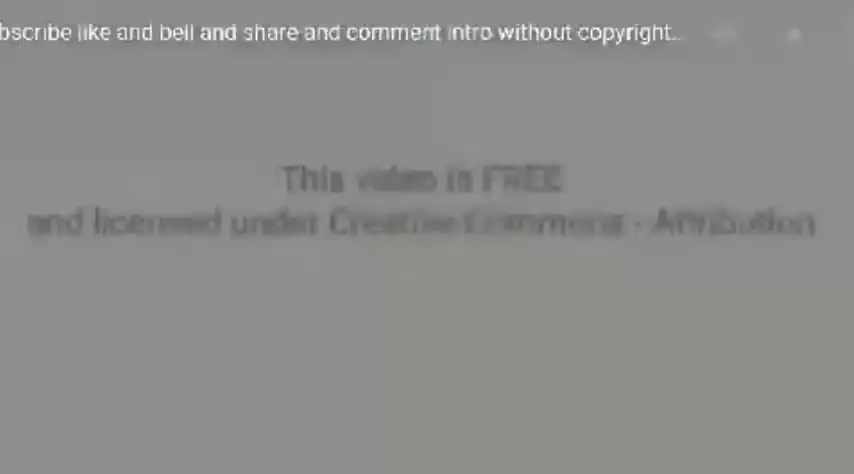 bscribe like and bell and share and comment intro without copyright..
This video is FREE
and licensed under Creative Commons - Attribution